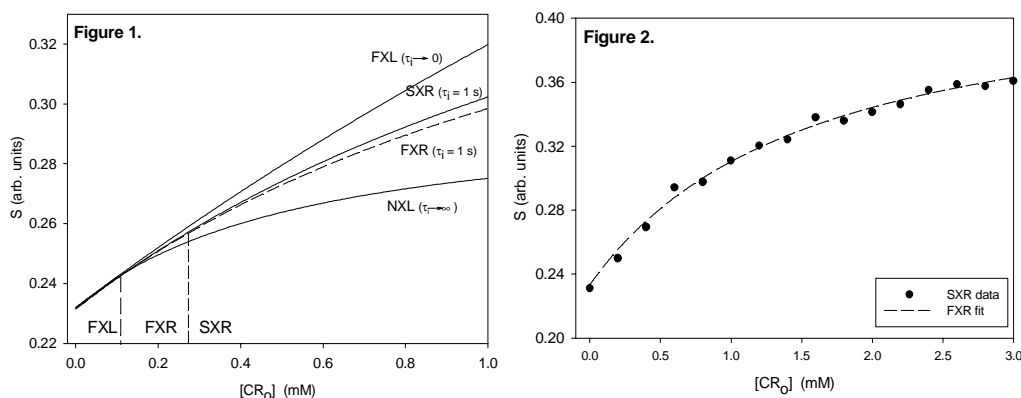 Figure 1.
0.32
0.30
0.28
0.26
0.24
0.22
S (arb. units)
FXL (τi→ 0)
SXR (τi = 1 s)
FXR (τi = 1 s)
NXL (τi→∞ )
FXL FXR SXR
0.0 0.2 0.4 0.6 0.8 1.0
[CRo] (mM)
Figure 2.
0.40
0.36
0.32
0.28
0.24
0.20
S (arb. units)
SXR data
FXR fit
0.0 0.5 1.0 1.5 2.0 2.5 3.0
[CRo] (mM)